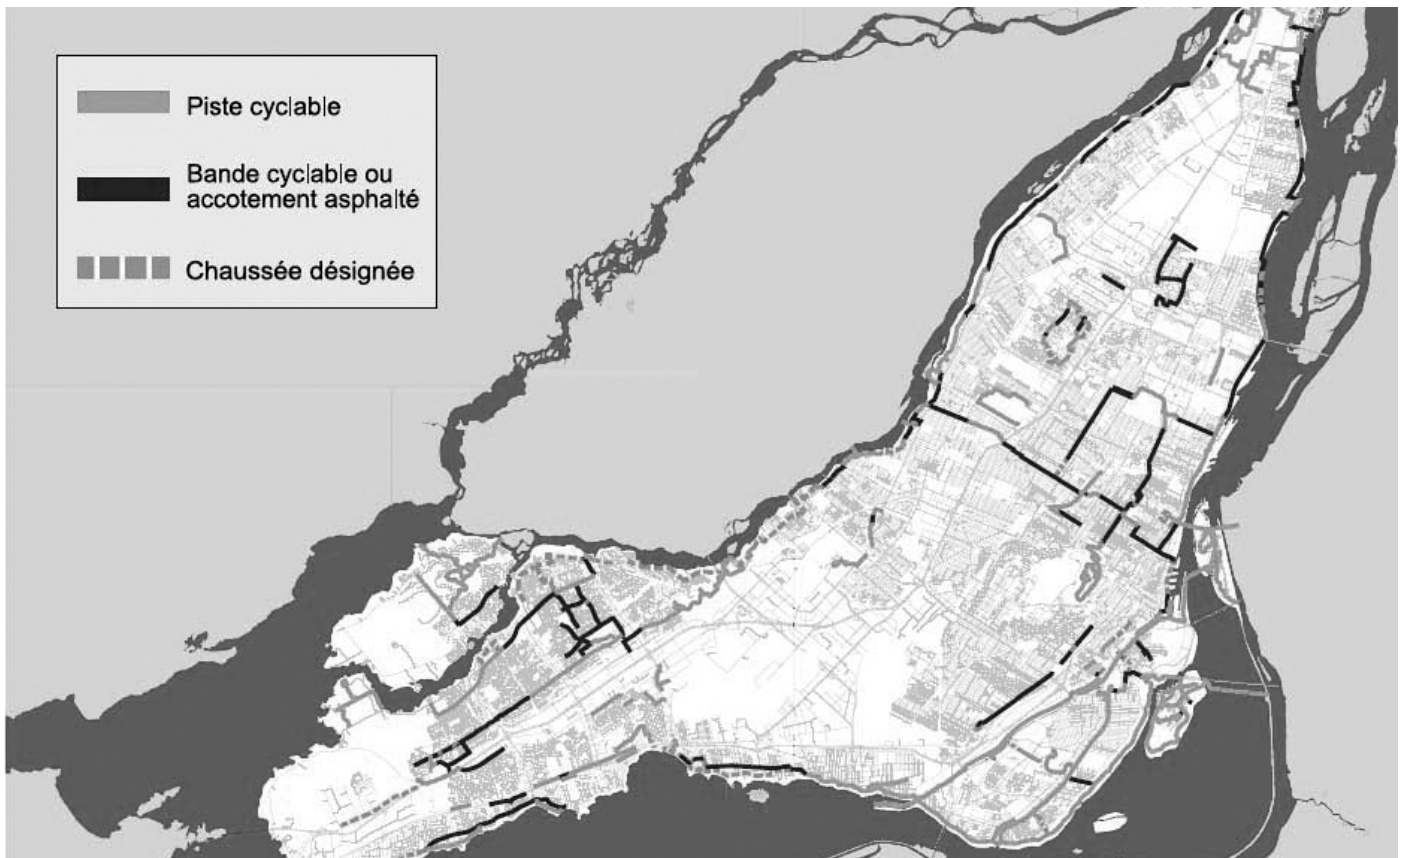 Piste cyclable
Bande cyclable ou
accotement asphalté
Chaussée désignée